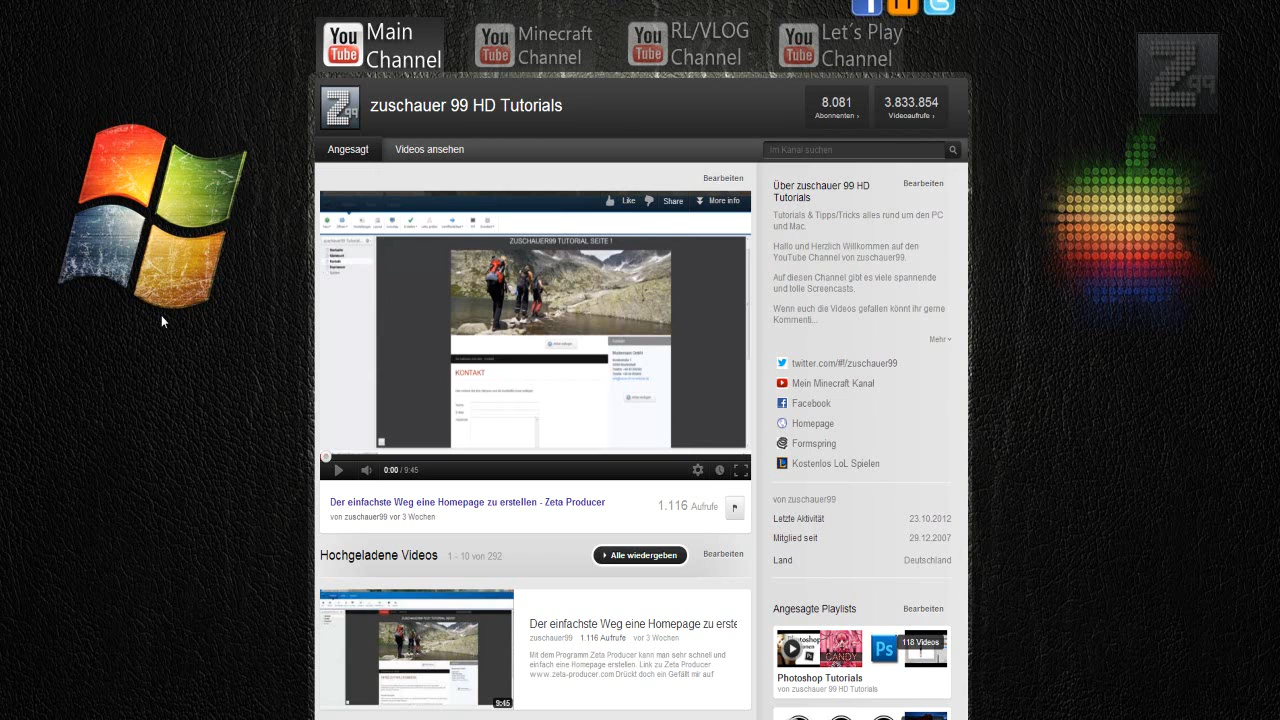 You Tube Main Channel
You Tube Minecraft Channel
You Tube RL/VLOG Channel
You Tube Let´s Play Channel
Z 99
zuschauer 99 HD Tutorials
8.081
Abonnenten ›
3.833.854
Videoaufrufe ›
Angesagt
Videos ansehen
Im Kanal suchen
Bearbeiten
Like
Share
More info
ZUSCHAUER99 TUTORIAL SEITE !
KONTAKT
0:00 / 9:45
Der einfachste Weg eine Homepage zu erstellen - Zeta Producer
von zuschauer99 vor 3 Wochen
1.116 Aufrufe
Hochgeladene Videos 1 - 10 von 292
Alle wiedergeben
Bearbeiten
Der einfachste Weg eine Homepage zu erste
zuschauer99 1.116 Aufrufe vor 3 Wochen
Mit dem Programm Zeta Producer kann man sehr schnell und
einfach eine Homepage erstellen. Link zu Zeta Producer
www.zeta-producer.com Drückt doch ein Gefällt mir auf
9:45
Über zuschauer 99 HD
Tutorials
Bearbeiten
Tutorials & Tipps/Tricks alles rund um den PC
und Mac.
Hallo und Herzlich Willkommen auf den
YouTube Channel von zuschauer99.
Auf diesen Channel gibt es viele spannende
und tolle Screencasts.
Wenn euch die Videos gefallen könnt ihr gerne
Kommenti...
Mehr
twitter.com/#!/zuschauer99
Mein Minecraft Kanal
Facebook
Homepage
Formspring
Kostenlos LoL Spielen
von zuschauer99
Letzte Aktivität 23.10.2012
Mitglied seit 29.12.2007
Land Deutschland
Angesagte Playlists
Bearbeiten
Photoshop
CANDY
Ps
118 Videos
Photoshop Tutorials
von zuschauer 99 HD Tutorials